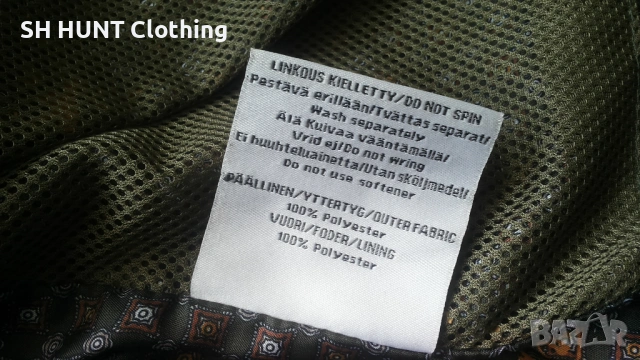 SH HUNT Clothing
LINKOUS KIELLETTY/DO NOT SPIN
Pestävä erillään/Tvättas separat/
Wash separately
Älä Kuivaa vääntämällä/
Vrid ej/Do not wring
Ei huuhteluainetta/Utan sköljmedel/
Do not use softener
PÄÄLLINEN/YTTERTYG/OUTER FABRIC
100% Polyester
VUORI/FODER/LINING
100% Polyester
BAZAR